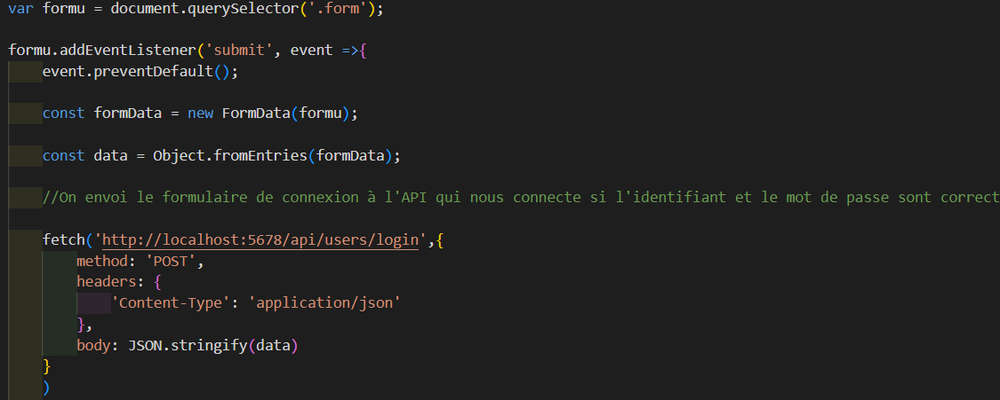 var formu = document.querySelector('.form');
formu.addEventListener('submit', event =>{
event.preventDefault();
const formData = new FormData(formu);
const data = Object.fromEntries(formData);
//On envoi le formulaire de connexion à l'API qui nous connecte si l'identifiant et le mot de passe sont correct
fetch('http://localhost:5678/api/users/login',{
method: 'POST',
headers: {
'Content-Type': 'application/json'
},
body: JSON.stringify(data)
}
)